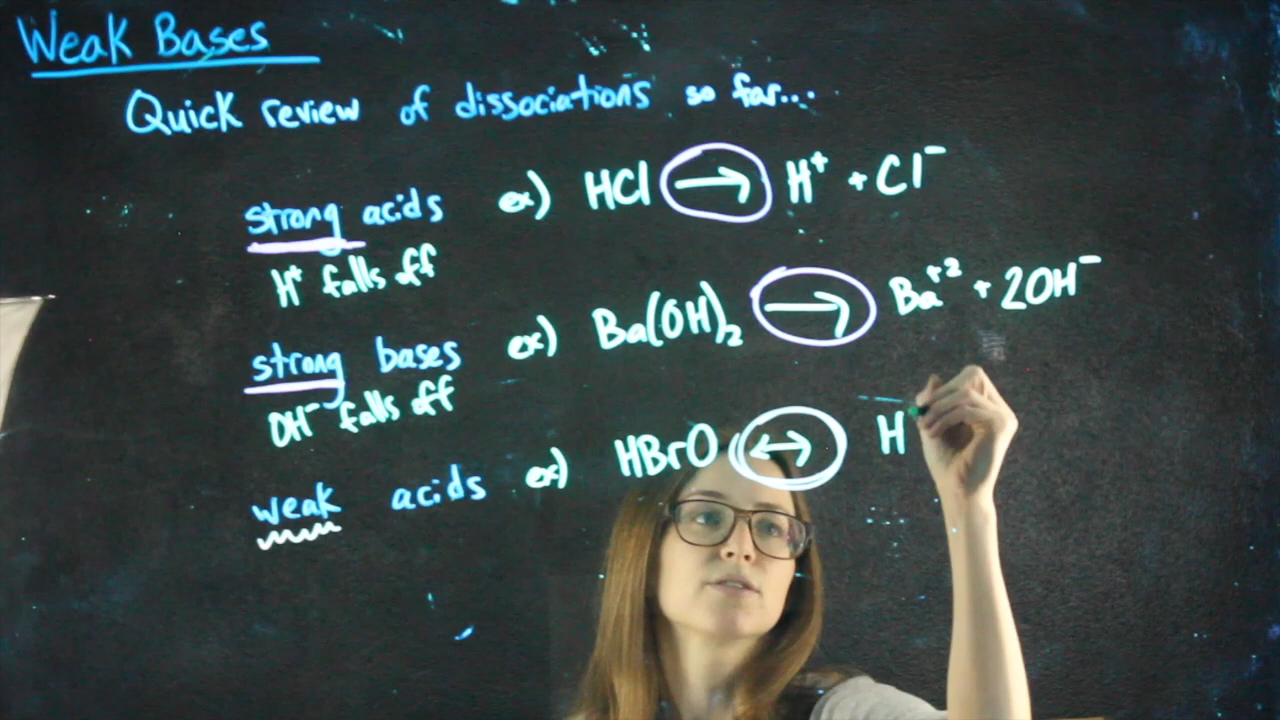 Weak Bases
Quick review of dissociations so far...
strong acids ex) HCl → H⁺ + Cl⁻
H⁺ falls off
strong bases ex) Ba(OH)₂ → Ba⁺² + 2OH⁻
OH⁻ falls off
weak acids ex) HBrO ↔ H